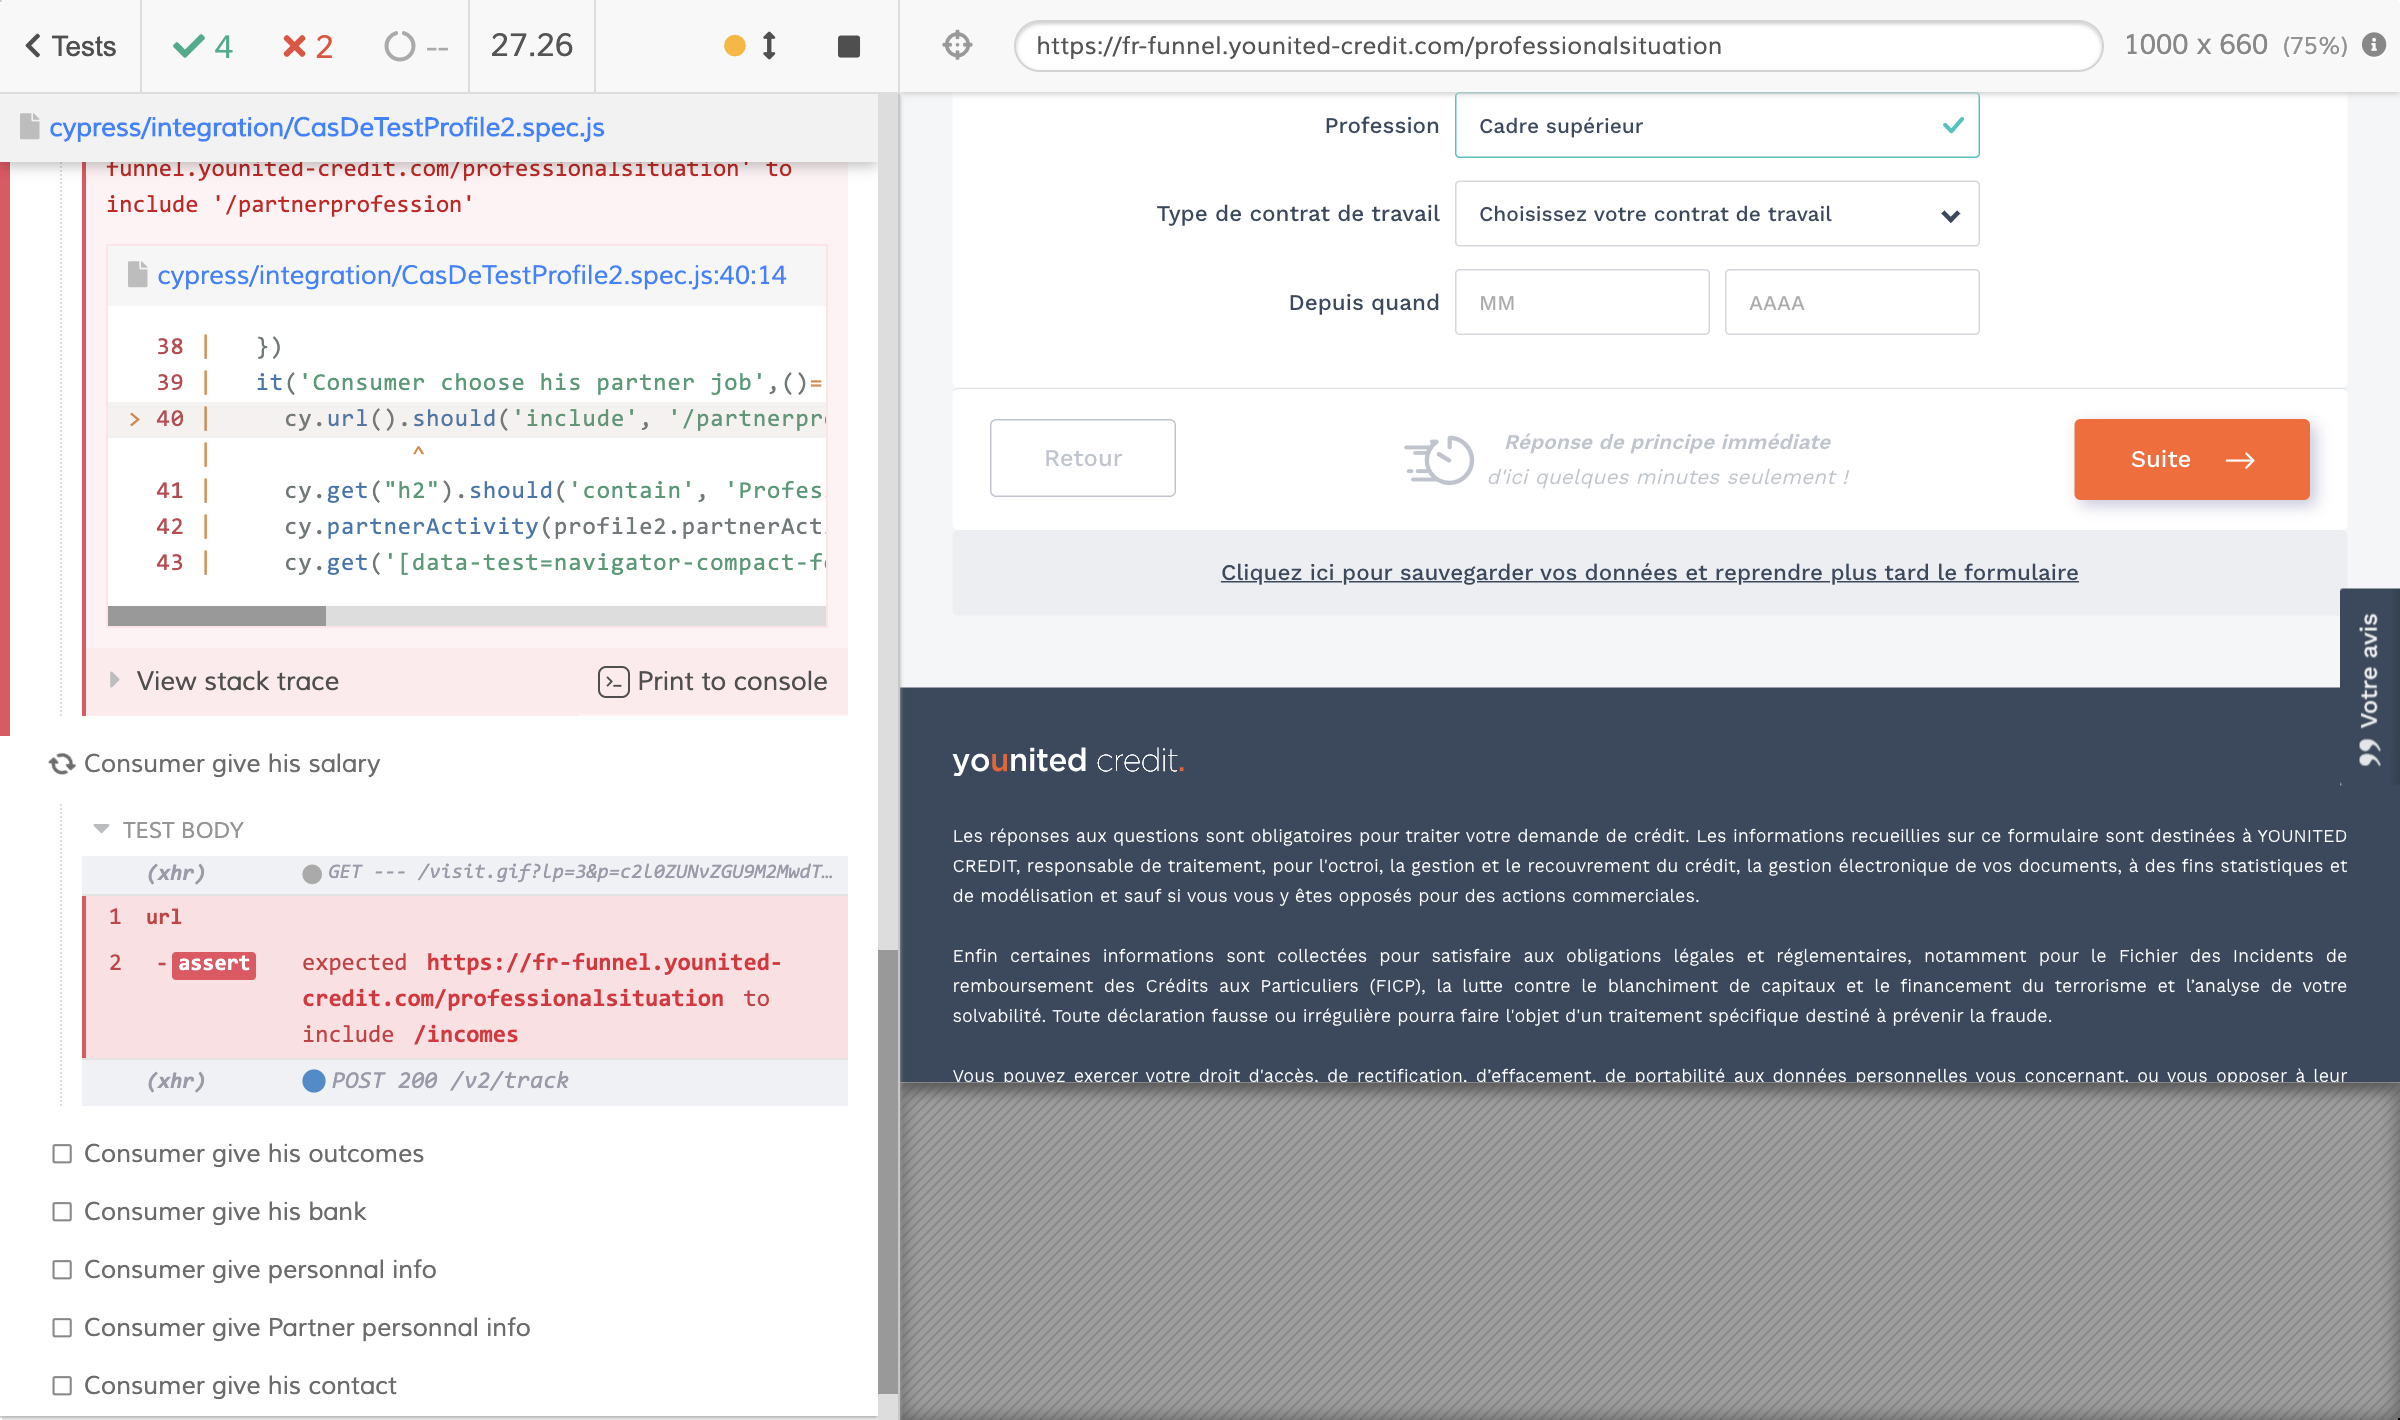 Tests
4
2
--
27.26
https://fr-funnel.younited-credit.com/professionalsituation
1000 x 660 (75%)
cypress/integration/CasDeTestProfile2.spec.js
funnel.younited-credit.com/professionalsituation' to
include '/partnerprofession'
cypress/integration/CasDeTestProfile2.spec.js:40:14
38 | })
39 | it('Consumer choose his partner job',()=
> 40 | cy.url().should('include', '/partnerpr
| ^
41 | cy.get("h2").should('contain', 'Profes
42 | cy.partnerActivity(profile2.partnerAct
43 | cy.get('[data-test=navigator-compact-f
View stack trace
Print to console
Consumer give his salary
TEST BODY
(xhr) GET --- /visit.gif?lp=3&p=c2l0ZUNvZGU9M2MwdT...
1 url
2 -assert expected https://fr-funnel.younited-
credit.com/professionalsituation to
include /incomes
(xhr) POST 200 /v2/track
Consumer give his outcomes
Consumer give his bank
Consumer give personnal info
Consumer give Partner personnal info
Consumer give his contact
Profession
Cadre supérieur
Type de contrat de travail
Choisissez votre contrat de travail
Depuis quand
MM
AAAA
Retour
Réponse de principe immédiate
d'ici quelques minutes seulement !
Suite
Cliquez ici pour sauvegarder vos données et reprendre plus tard le formulaire
Votre avis
younited credit.
Les réponses aux questions sont obligatoires pour traiter votre demande de crédit. Les informations recueillies sur ce formulaire sont destinées à YOUNITED
CREDIT, responsable de traitement, pour l'octroi, la gestion et le recouvrement du crédit, la gestion électronique de vos documents, à des fins statistiques et
de modélisation et sauf si vous vous y êtes opposés pour des actions commerciales.
Enfin certaines informations sont collectées pour satisfaire aux obligations légales et réglementaires, notamment pour le Fichier des Incidents de
remboursement des Crédits aux Particuliers (FICP), la lutte contre le blanchiment de capitaux et le financement du terrorisme et l’analyse de votre
solvabilité. Toute déclaration fausse ou irrégulière pourra faire l'objet d'un traitement spécifique destiné à prévenir la fraude.
Vous pouvez exercer votre droit d'accès, de rectification, d’effacement, de portabilité aux données personnelles vous concernant, ou vous opposer à leur